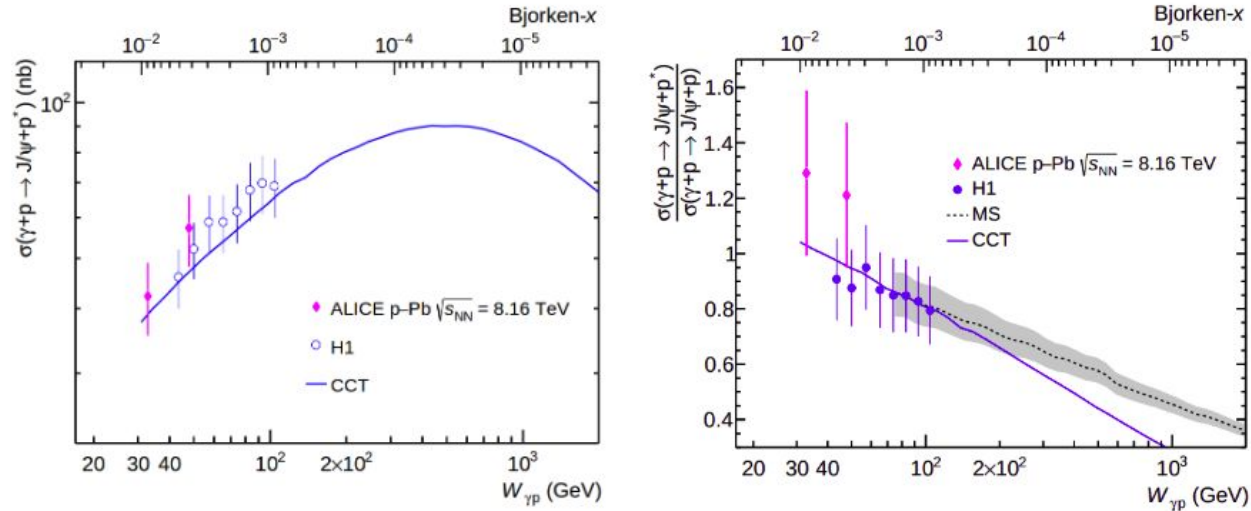 Bjorken-x
10⁻² 10⁻³ 10⁻⁴ 10⁻⁵
σ(γ+p → J/ψ+p*) (nb)
10²
ALICE p–Pb √sNN = 8.16 TeV
H1
CCT
20 30 40 10² 2×10² 10³
Wγp (GeV)
Bjorken-x
10⁻² 10⁻³ 10⁻⁴ 10⁻⁵
σ(γ+p → J/ψ+p*)
σ(γ+p → J/ψ+p)
1.6
1.4
1.2
1
0.8
0.6
0.4
ALICE p–Pb √sNN = 8.16 TeV
H1
MS
CCT
20 30 40 10² 2×10² 10³
Wγp (GeV)